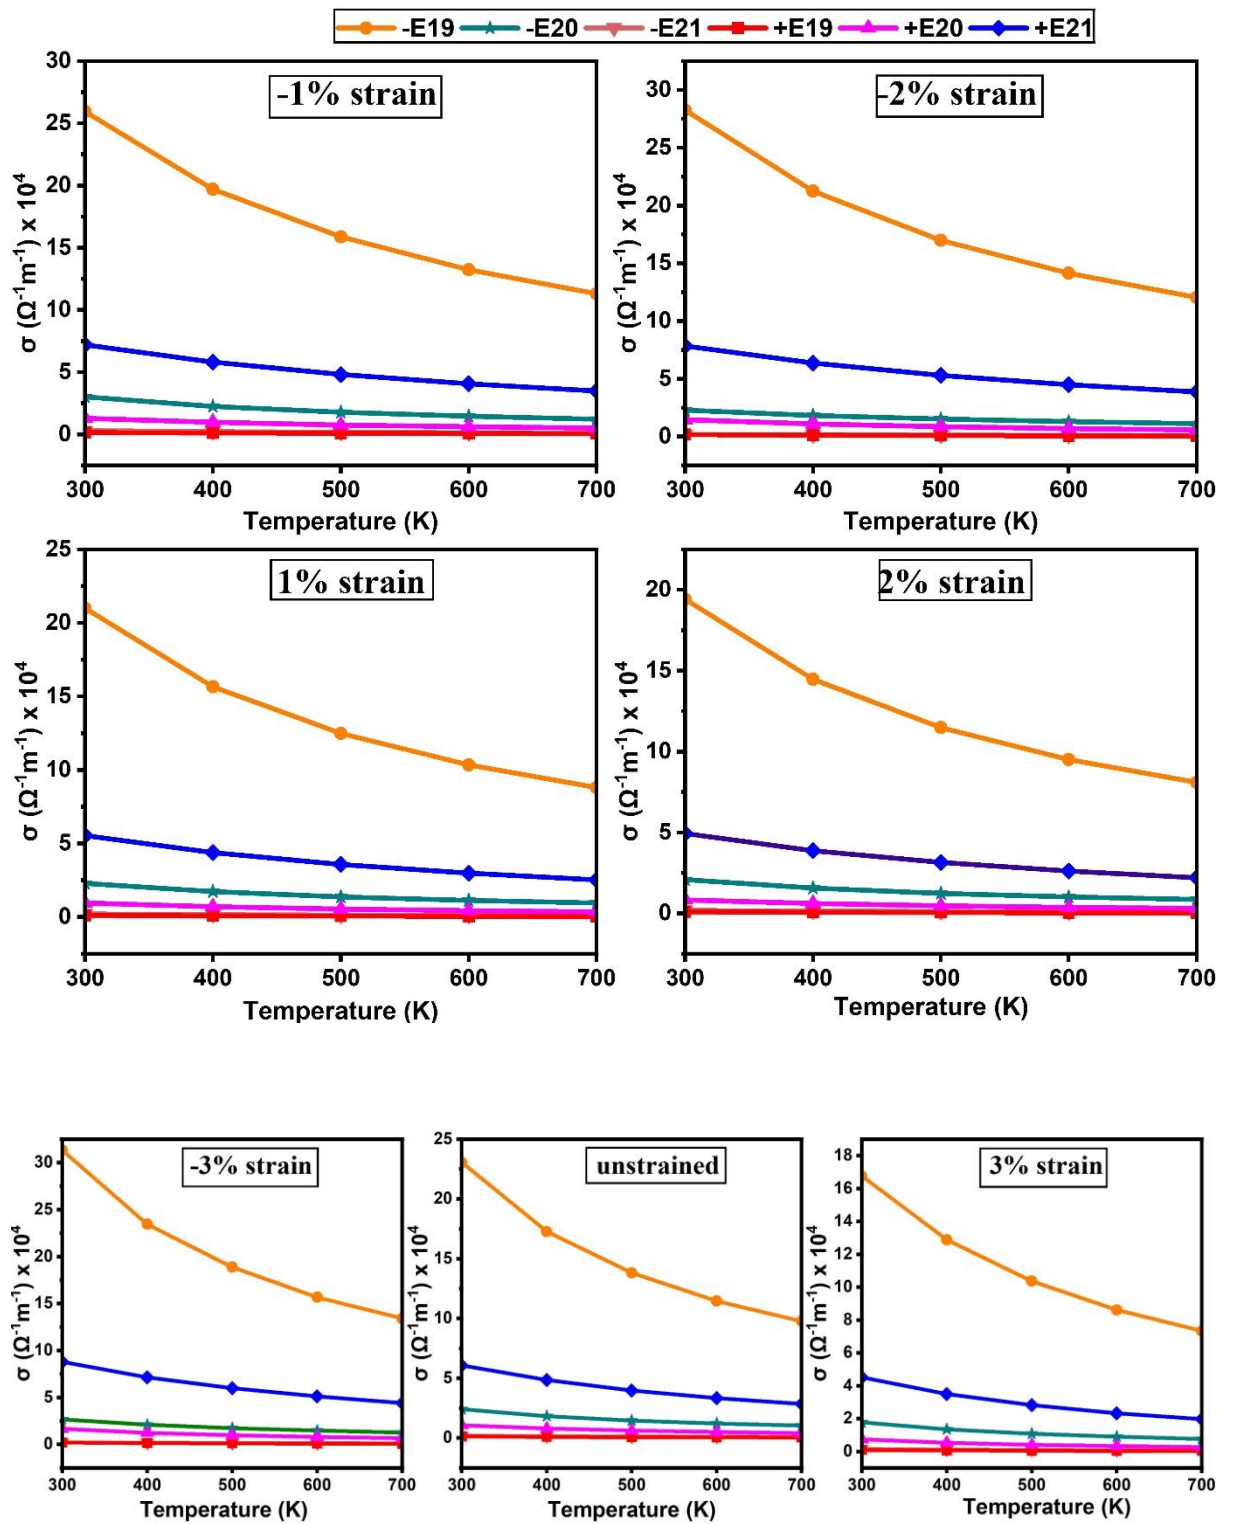 -E19 -E20 -E21 +E19 +E20 +E21
-1% strain
σ (Ω⁻¹m⁻¹) x 10⁴
30
25
20
15
10
5
0
300 400 500 600 700
Temperature (K)
-2% strain
σ (Ω⁻¹m⁻¹) x 10⁴
30
25
20
15
10
5
0
300 400 500 600 700
Temperature (K)
1% strain
σ (Ω⁻¹m⁻¹) x 10⁴
25
20
15
10
5
0
300 400 500 600 700
Temperature (K)
2% strain
σ (Ω⁻¹m⁻¹) x 10⁴
20
15
10
5
0
300 400 500 600 700
Temperature (K)
-3% strain
σ (Ω⁻¹m⁻¹) x 10⁴
30
25
20
15
10
5
0
300 400 500 600 700
Temperature (K)
unstrained
σ (Ω⁻¹m⁻¹) x 10⁴
25
20
15
10
5
0
300 400 500 600 700
Temperature (K)
3% strain
σ (Ω⁻¹m⁻¹) x 10⁴
18
16
14
12
10
8
6
4
2
0
300 400 500 600 700
Temperature (K)